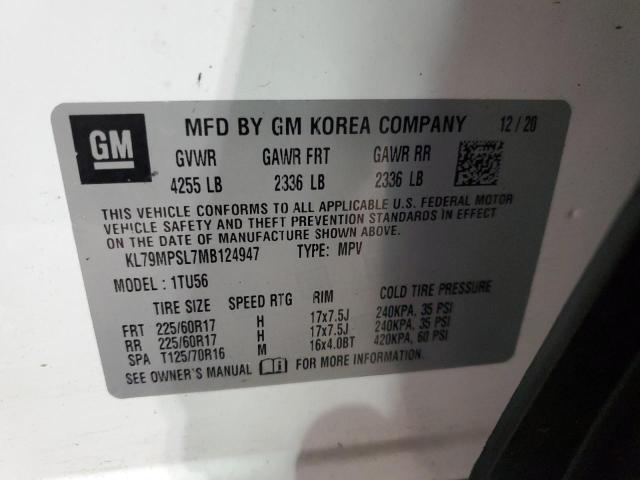 GM
MFD BY GM KOREA COMPANY 12/20
GVWR GAWR FRT GAWR RR
4255 LB 2336 LB 2336 LB
THIS VEHICLE CONFORMS TO ALL APPLICABLE U.S. FEDERAL MOTOR
VEHICLE SAFETY AND THEFT PREVENTION STANDARDS IN EFFECT
ON THE DATE OF MANUFACTURE SHOWN ABOVE.
KL79MPSL7MB124947 TYPE: MPV
MODEL: 1TU56
TIRE SIZE SPEED RTG RIM COLD TIRE PRESSURE
FRT 225/60R17 H 17x7.5J 240KPA, 35 PSI
RR 225/60R17 H 17x7.5J 240KPA, 35 PSI
SPA T125/70R16 M 16x4.0BT 420KPA, 60 PSI
SEE OWNER'S MANUAL FOR MORE INFORMATION.